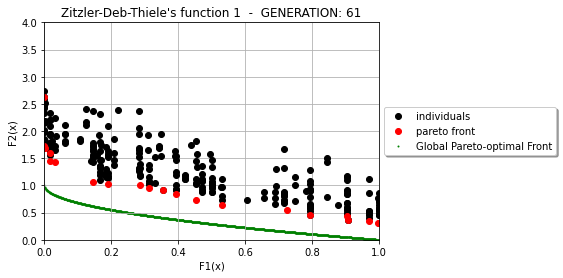 Zitzler-Deb-Thiele's function 1 - GENERATION: 61
4.0
3.5
3.0
2.5
2.0
1.5
1.0
0.5
0.0
F2(x)
0.0 0.2 0.4 0.6 0.8 1.0
F1(x)
individuals
pareto front
Global Pareto-optimal Front